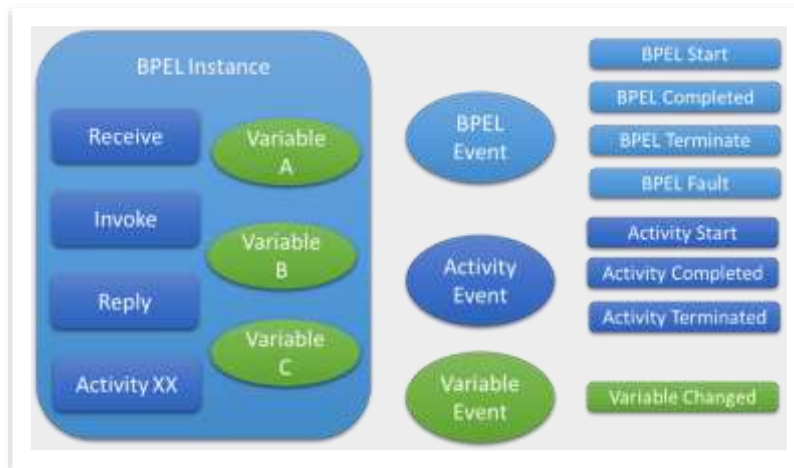 BPEL Instance
Receive
Variable
A
Invoke
Variable
B
Reply
Variable
C
Activity XX
BPEL
Event
Activity
Event
Variable
Event
BPEL Start
BPEL Completed
BPEL Terminate
BPEL Fault
Activity Start
Activity Completed
Activity Terminated
Variable Changed